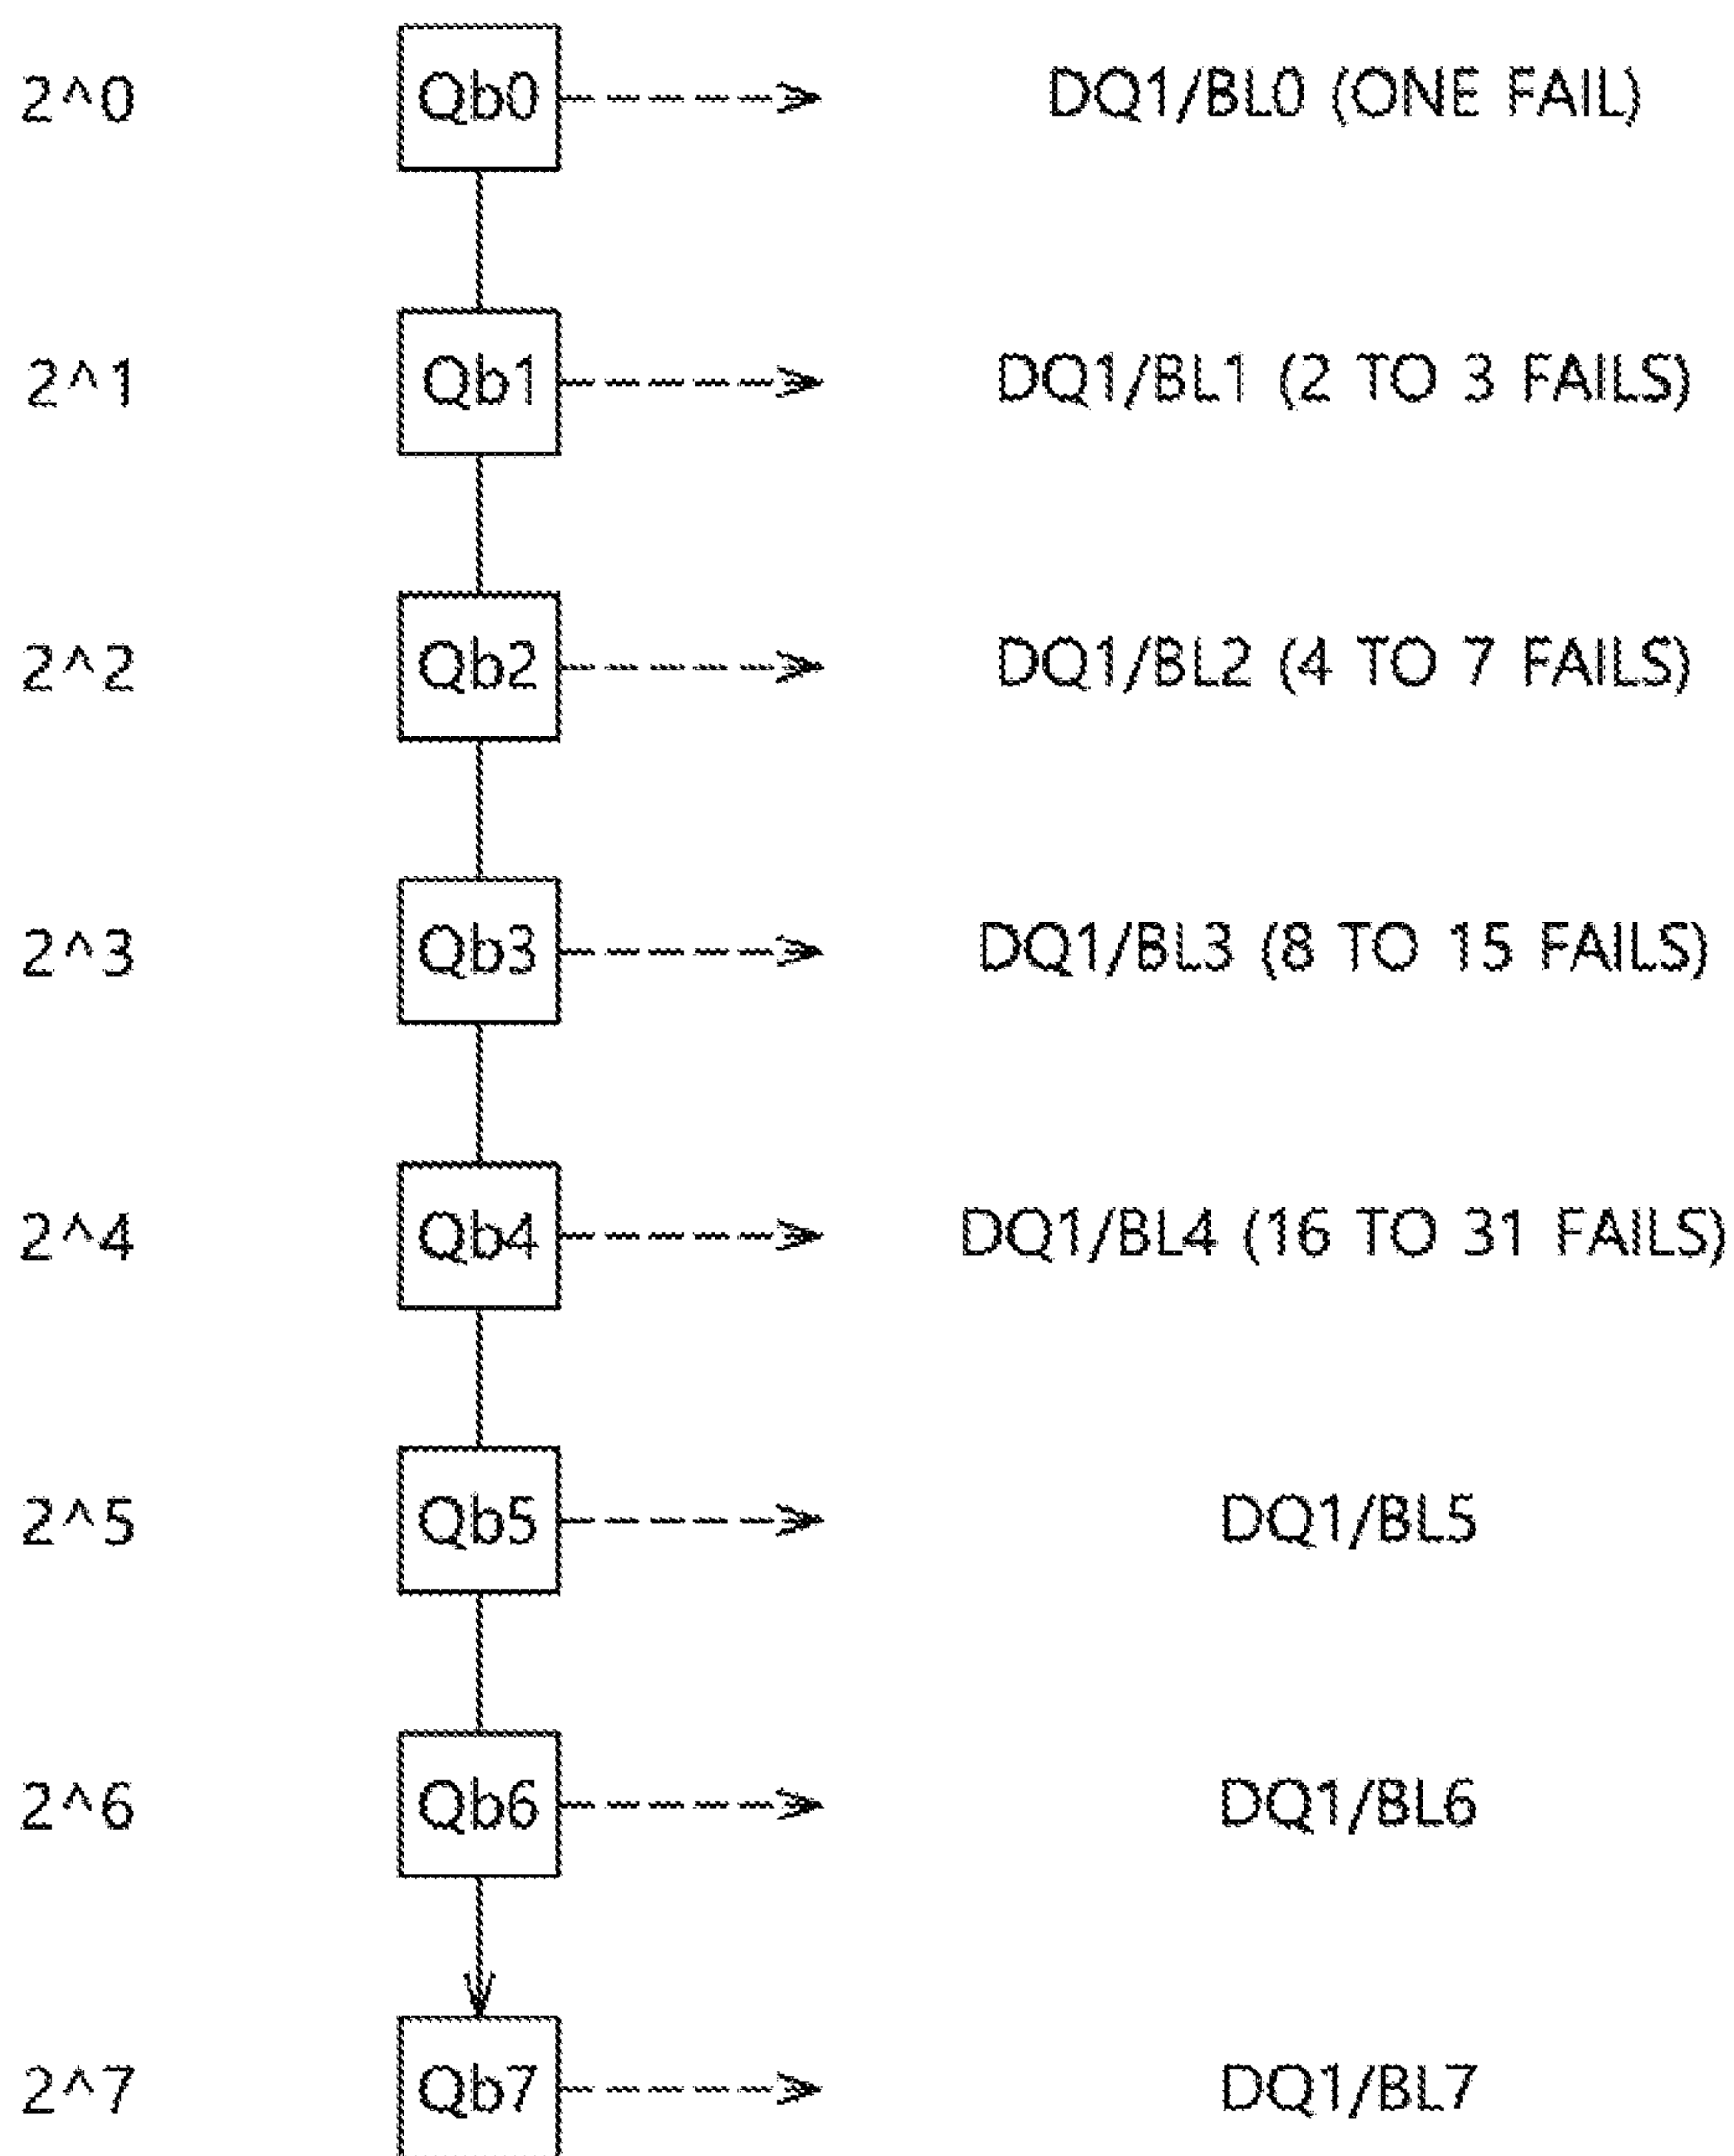 2^0 Qb0 DQ1/BL0 (ONE FAIL)
2^1 Qb1 DQ1/BL1 (2 TO 3 FAILS)
2^2 Qb2 DQ1/BL2 (4 TO 7 FAILS)
2^3 Qb3 DQ1/BL3 (8 TO 15 FAILS)
2^4 Qb4 DQ1/BL4 (16 TO 31 FAILS)
2^5 Qb5 DQ1/BL5
2^6 Qb6 DQ1/BL6
2^7 Qb7 DQ1/BL7